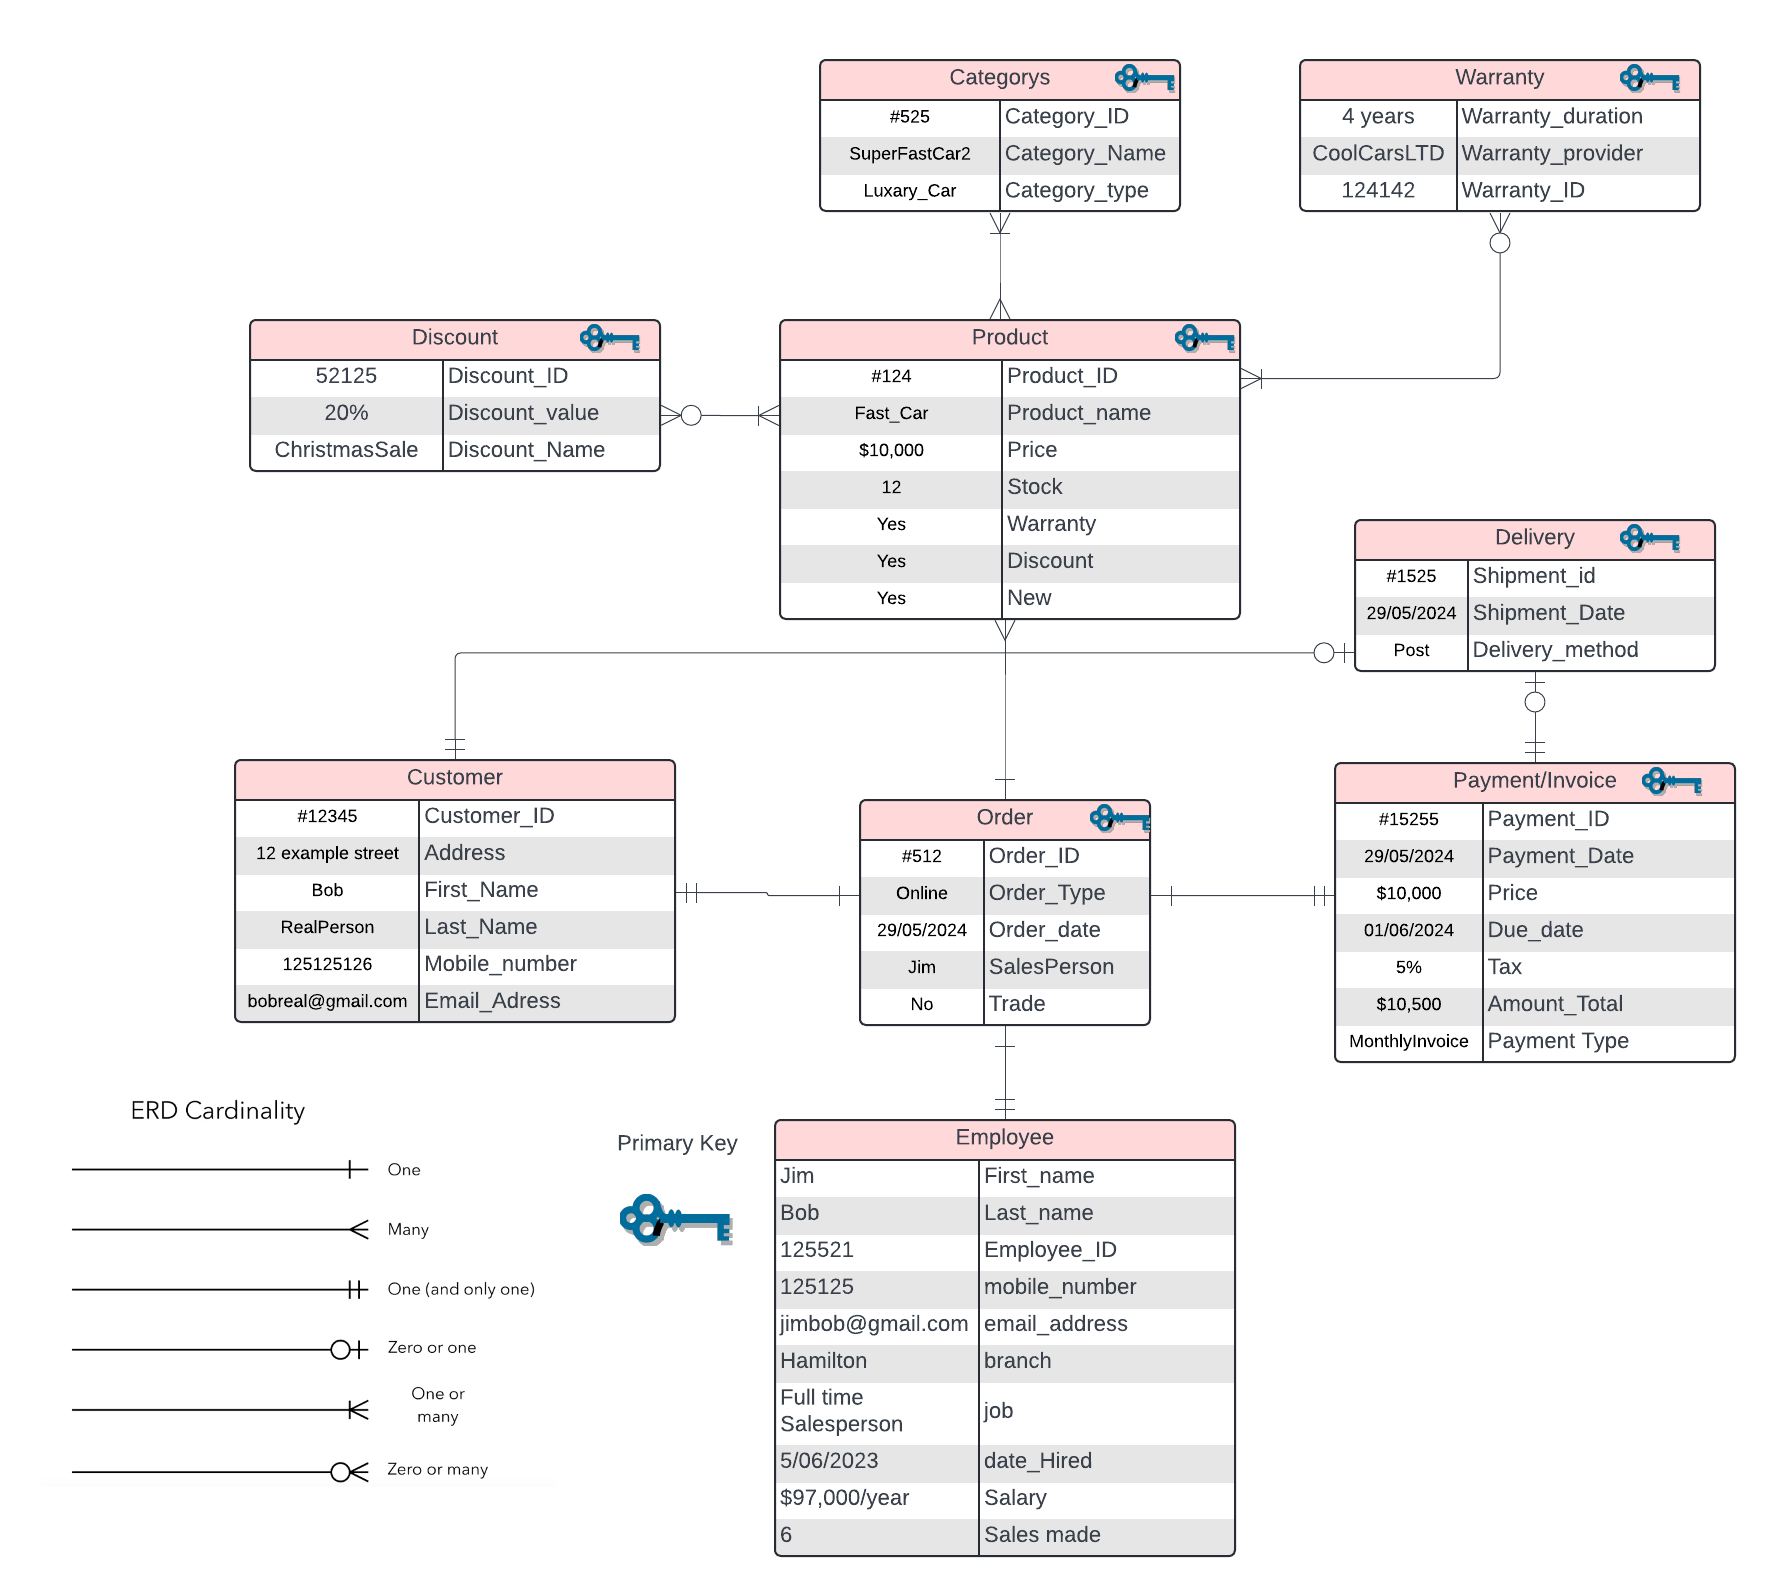 Categorys
#525 Category_ID
SuperFastCar2 Category_Name
Luxary_Car Category_type
Warranty
4 years Warranty_duration
CoolCarsLTD Warranty_provider
124142 Warranty_ID
Discount
52125 Discount_ID
20% Discount_value
ChristmasSale Discount_Name
Product
#124 Product_ID
Fast_Car Product_name
$10,000 Price
12 Stock
Yes Warranty
Yes Discount
Yes New
Delivery
#1525 Shipment_id
29/05/2024 Shipment_Date
Post Delivery_method
Customer
#12345 Customer_ID
12 example street Address
Bob First_Name
RealPerson Last_Name
125125126 Mobile_number
bobreal@gmail.com Email_Adress
Order
#512 Order_ID
Online Order_Type
29/05/2024 Order_date
Jim SalesPerson
No Trade
Payment/Invoice
#15255 Payment_ID
29/05/2024 Payment_Date
$10,000 Price
01/06/2024 Due_date
5% Tax
$10,500 Amount_Total
MonthlyInvoice Payment Type
ERD Cardinality
One
Many
One (and only one)
Zero or one
One or
many
Zero or many
Primary Key
Employee
Jim First_name
Bob Last_name
125521 Employee_ID
125125 mobile_number
jimbob@gmail.com email_address
Hamilton branch
Full time
Salesperson job
5/06/2023 date_Hired
$97,000/year Salary
6 Sales made